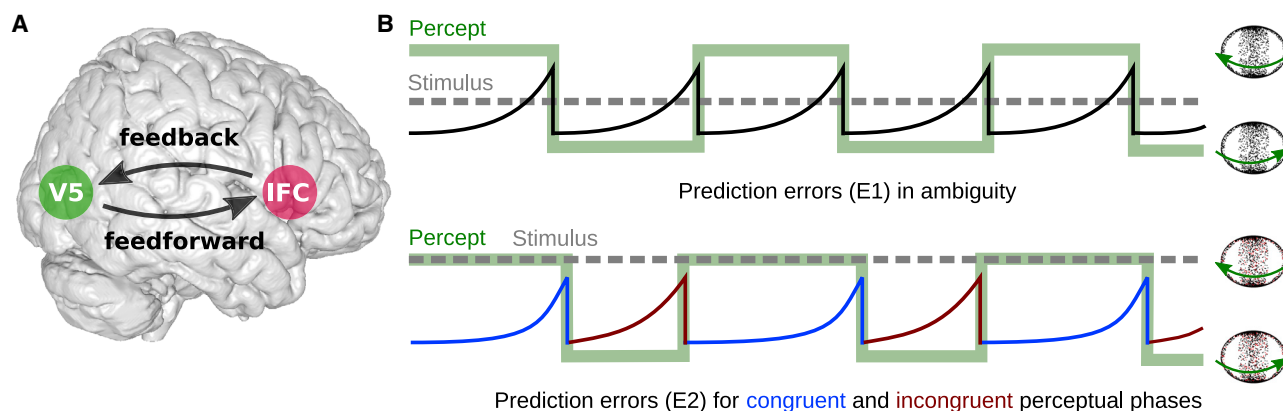 A
feedback
V5
IFC
feedforward
B
Percept
Stimulus
Prediction errors (E1) in ambiguity
Percept Stimulus
Prediction errors (E2) for congruent and incongruent perceptual phases